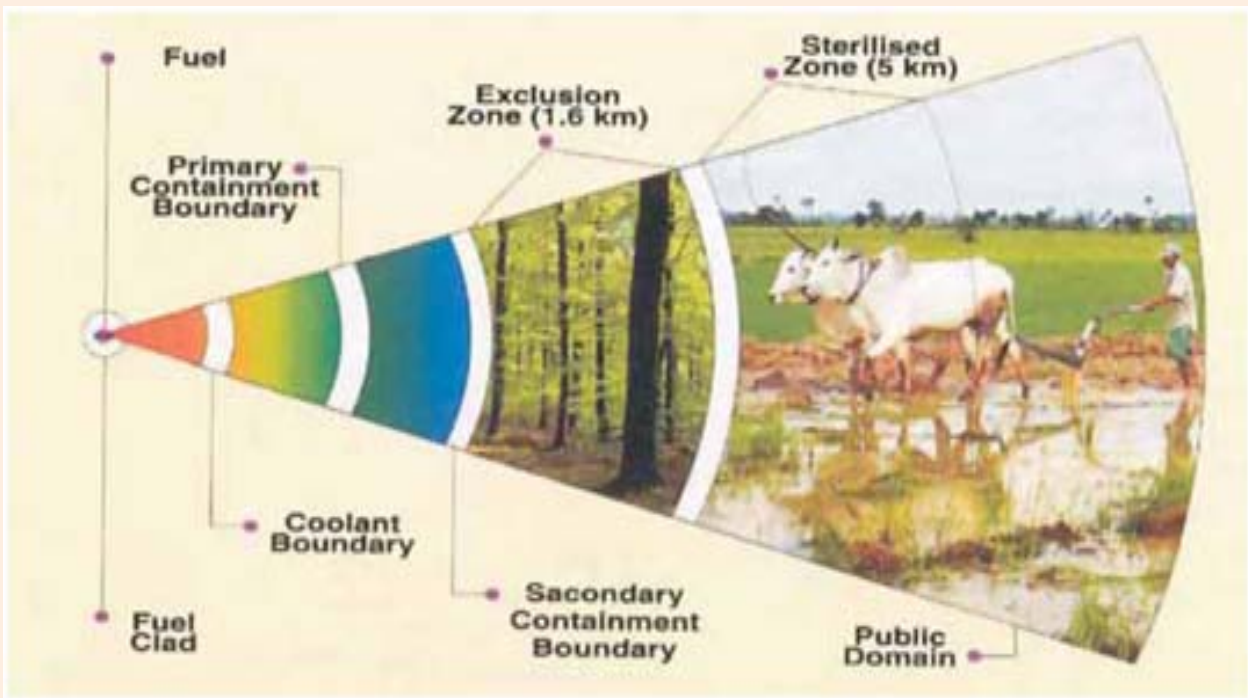 Fuel
Sterilised
Zone (5 km)
Exclusion
Zone (1.6 km)
Primary
Containment
Boundary
Coolant
Boundary
Fuel
Clad
Sacondary
Containment
Boundary
Public
Domain